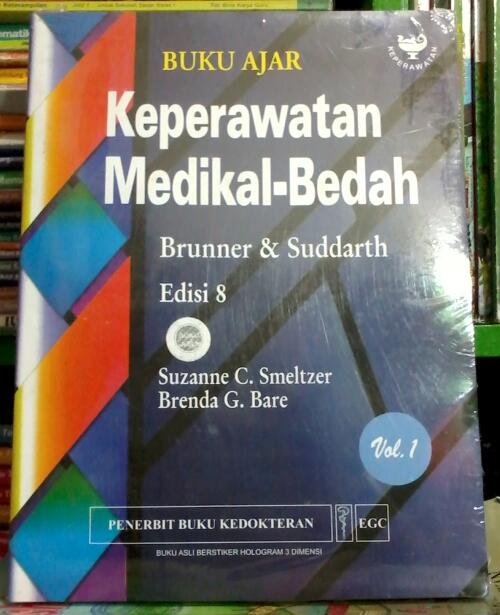 BUKU AJAR
KEPERAWATAN
Keperawatan
Medikal-Bedah
Brunner & Suddarth
Edisi 8
Suzanne C. Smeltzer
Brenda G. Bare
Vol. 1
PENERBIT BUKU KEDOKTERAN EGC
BUKU ASLI BERSTIKER HOLOGRAM 3 DIMENSI